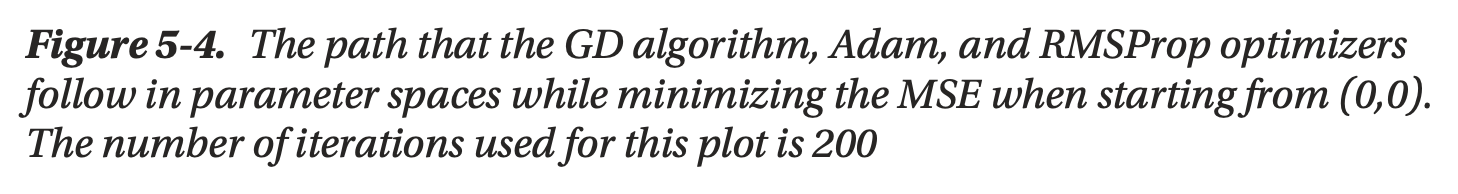 Figure 5-4. The path that the GD algorithm, Adam, and RMSProp optimizers
follow in parameter spaces while minimizing the MSE when starting from (0,0).
The number of iterations used for this plot is 200